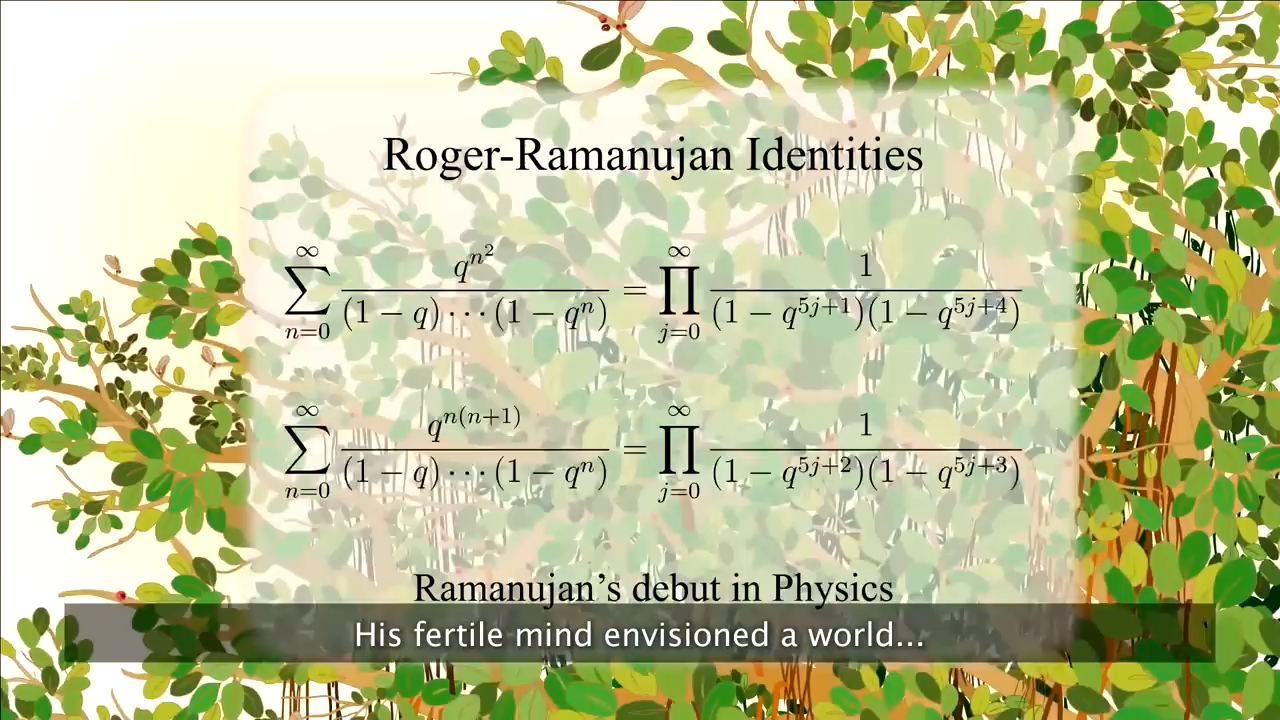 Roger-Ramanujan Identities
∞ ∑ n=0 q^{n^2} / (1 − q) ⋯ (1 − q^n) = ∞ ∏ j=0 1 / (1 − q^{5j+1})(1 − q^{5j+4})
∞ ∑ n=0 q^{n(n+1)} / (1 − q) ⋯ (1 − q^n) = ∞ ∏ j=0 1 / (1 − q^{5j+2})(1 − q^{5j+3})
Ramanujan’s debut in Physics
His fertile mind envisioned a world...